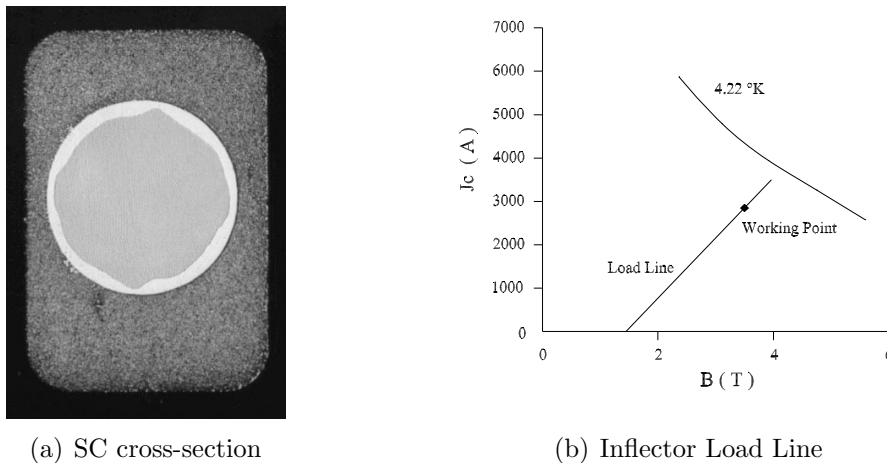 7000
6000
5000
4000
3000
2000
1000
0
Jc ( A )
4.22 °K
Working Point
Load Line
0 2 4 6
B ( T )
(a) SC cross-section
(b) Inflector Load Line